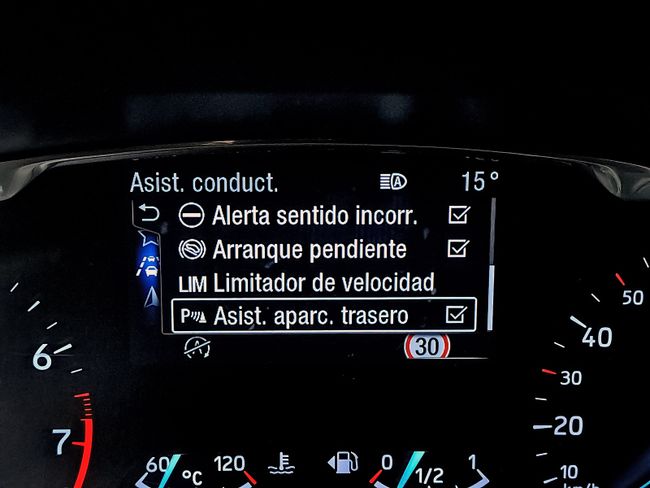 Asist. conduct. A 15°
Alerta sentido incorr.
Arranque pendiente
LIM Limitador de velocidad
P Asist. aparc. trasero
A 30
6
7
50
40
30
20
10
km/h
60 °C 120
0 1/2 1